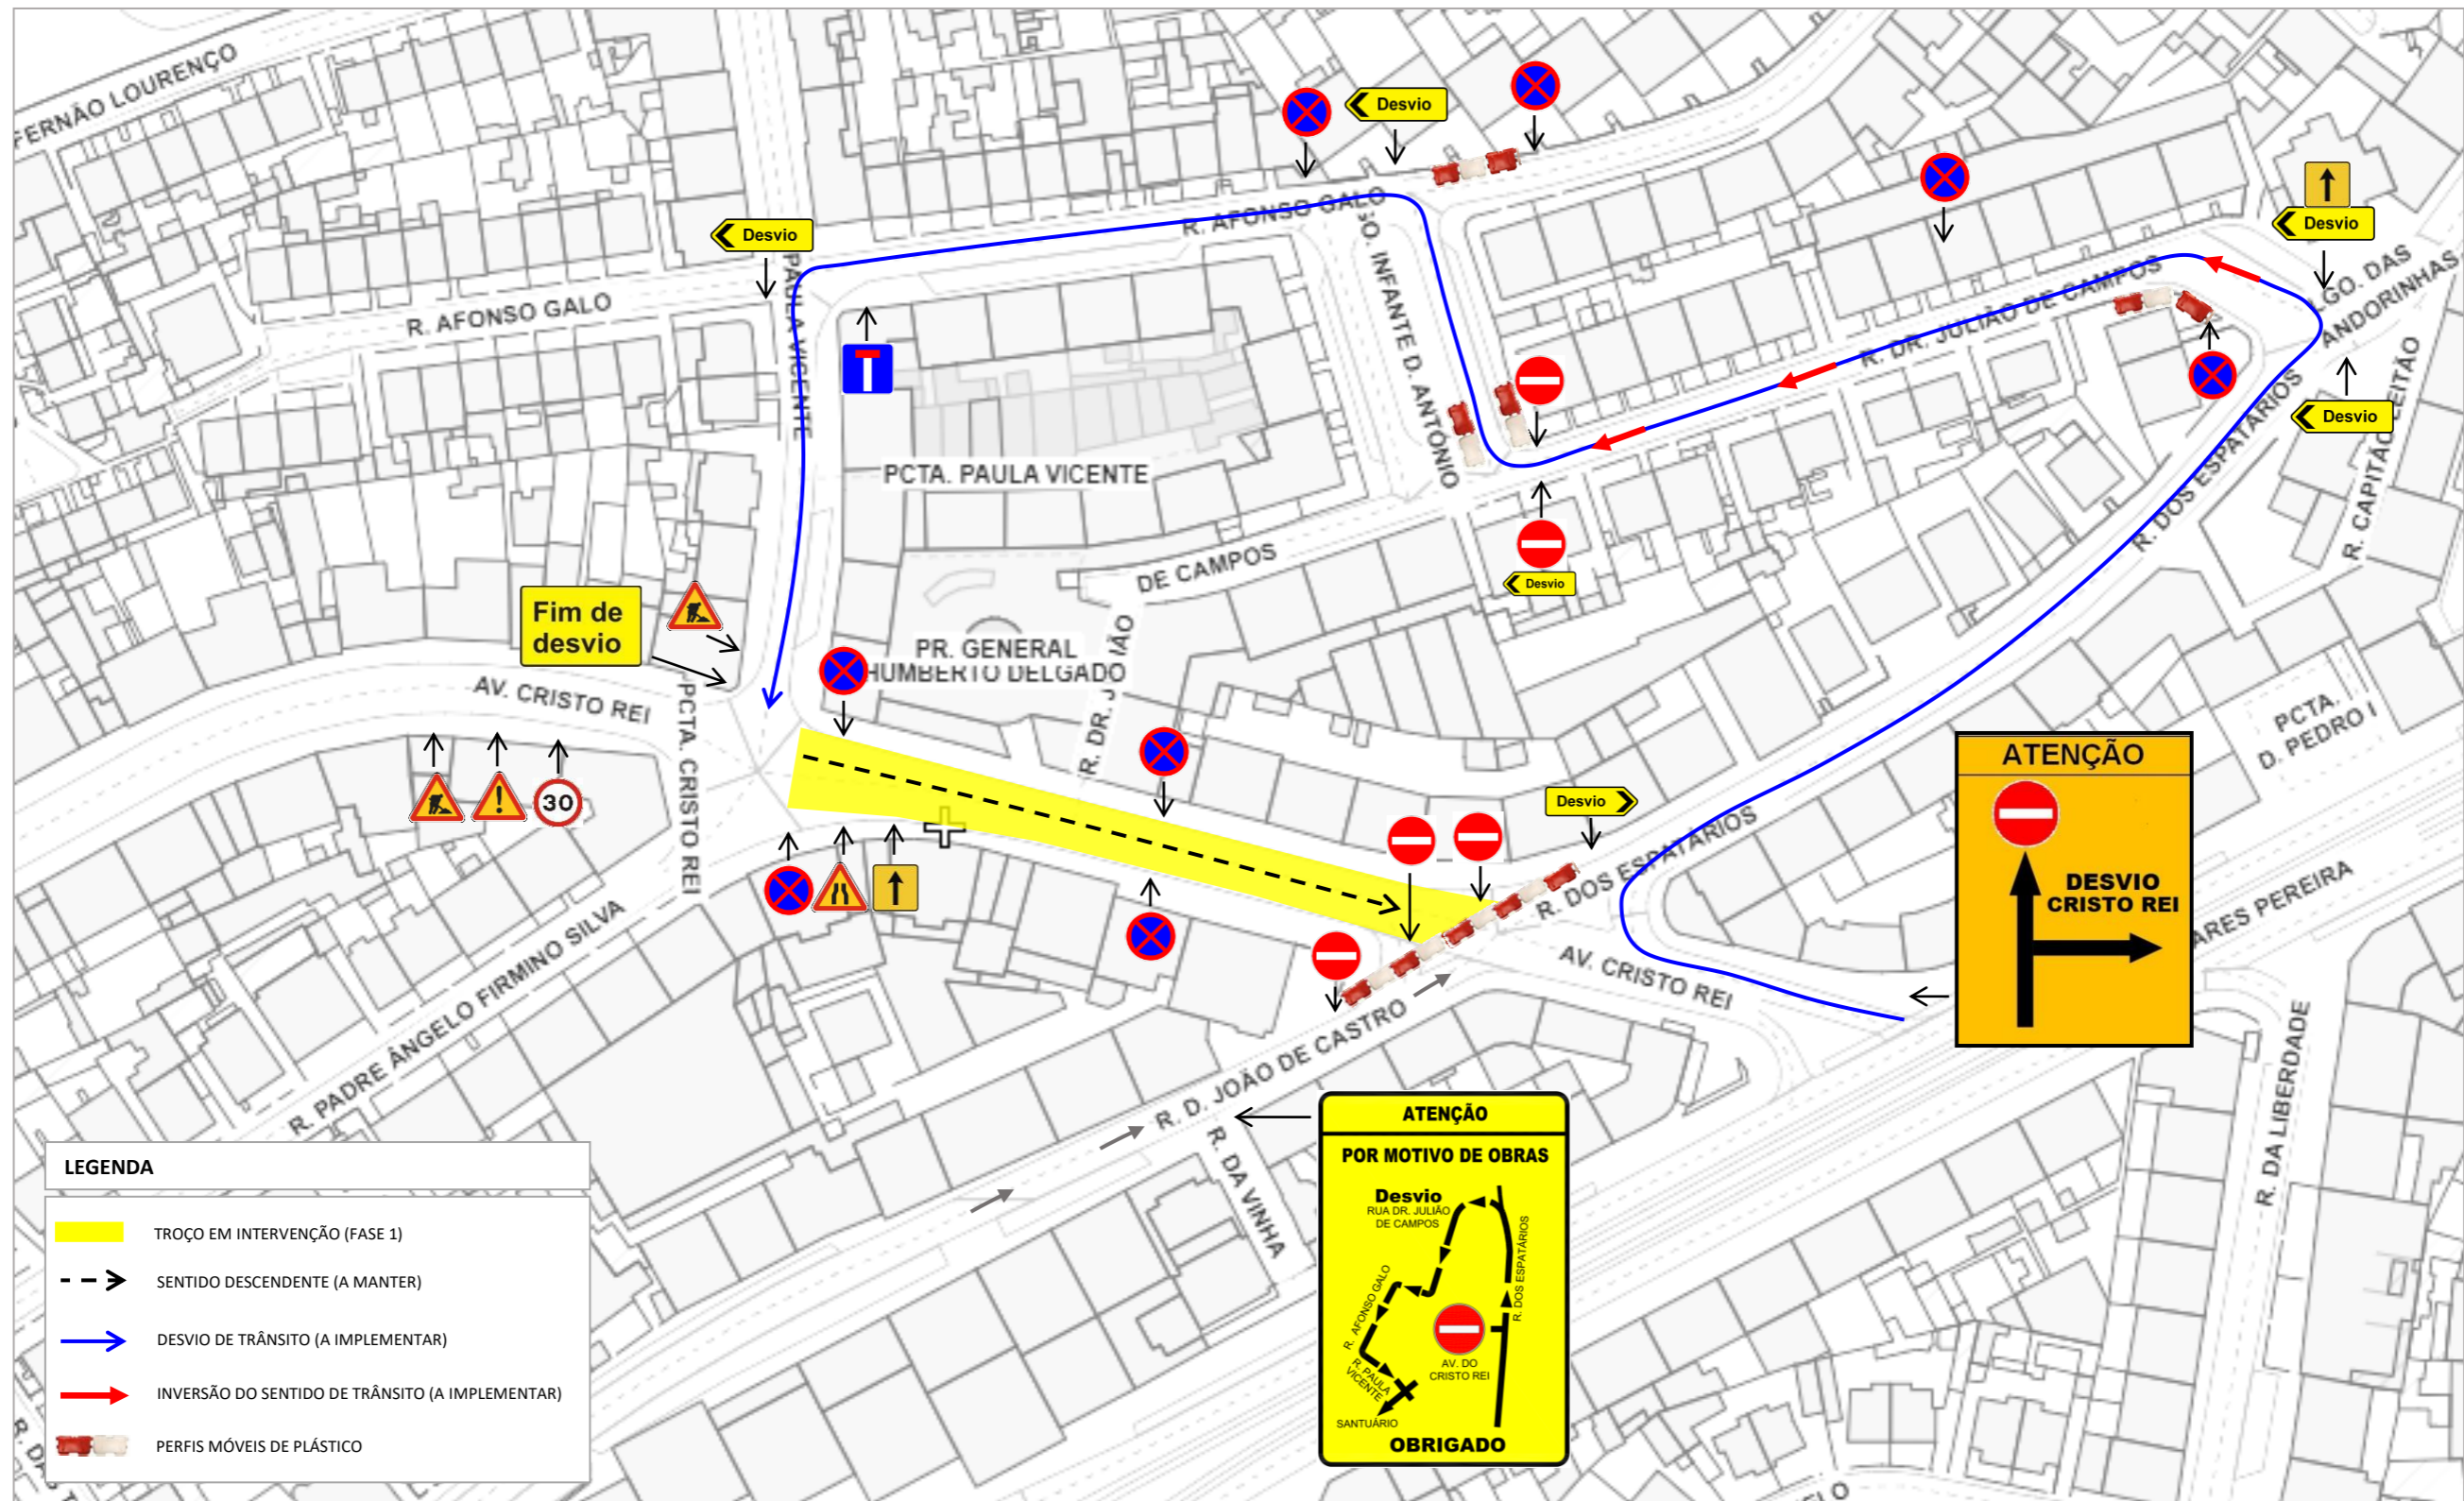 FERNÃO LOURENÇO
Desvio
Desvio
Desvio
R. AFONSO GALO
R. AFONSO GALO
PAULA VICENTE
GO. INFANTE D. ANTÓNIO
R. DR. JULIÃO DE CAMPOS
LGO. DAS
ANDORINHAS
Desvio
R. CAPITÃO LEITÃO
R. DOS ESPATÁRIOS
PCTA. PAULA VICENTE
DE CAMPOS
Desvio
Fim de
desvio
PR. GENERAL
HUMBERTO DELGADO
R. DR. J
IÃO
AV. CRISTO REI
PCTA. CRISTO REI
30
PCTA.
D. PEDRO I
Desvio
R. DOS ESPATÁRIOS
AV. CRISTO REI
ATENÇÃO
DESVIO
CRISTO REI
ARES PEREIRA
R. PADRE ÂNGELO FIRMINO SILVA
R. D. JOÃO DE CASTRO
R. DA VINHA
R. DA LIBERDADE
ATENÇÃO
POR MOTIVO DE OBRAS
Desvio
RUA DR. JULIÃO
DE CAMPOS
R. DOS ESPATÁRIOS
R. AFONSO GALO
R. PAULA
VICENTE
AV. DO
CRISTO REI
SANTUÁRIO
OBRIGADO
LEGENDA
TROÇO EM INTERVENÇÃO (FASE 1)
SENTIDO DESCENDENTE (A MANTER)
DESVIO DE TRÂNSITO (A IMPLEMENTAR)
INVERSÃO DO SENTIDO DE TRÂNSITO (A IMPLEMENTAR)
PERFIS MÓVEIS DE PLÁSTICO